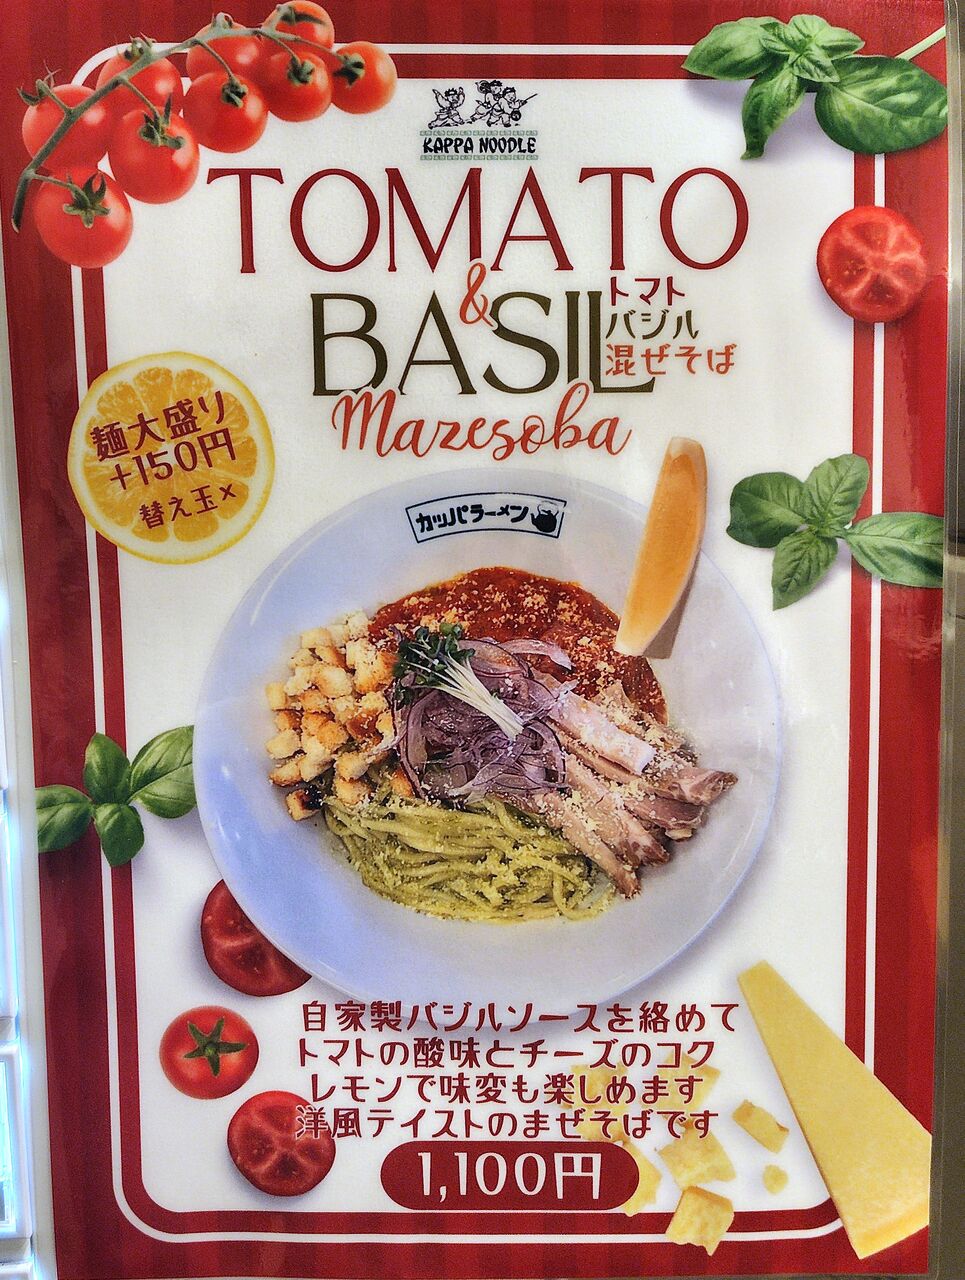 KAPPA NOODLE
TOMATO
&
BASIL
トマト
バジル
混ぜそば
Mazesoba
麺大盛り
+150円
替え玉×
カッパラーメン
自家製バジルソースを絡めて
トマトの酸味とチーズのコク
レモンで味変も楽しめます
洋風テイストのまぜそばです
1,100円